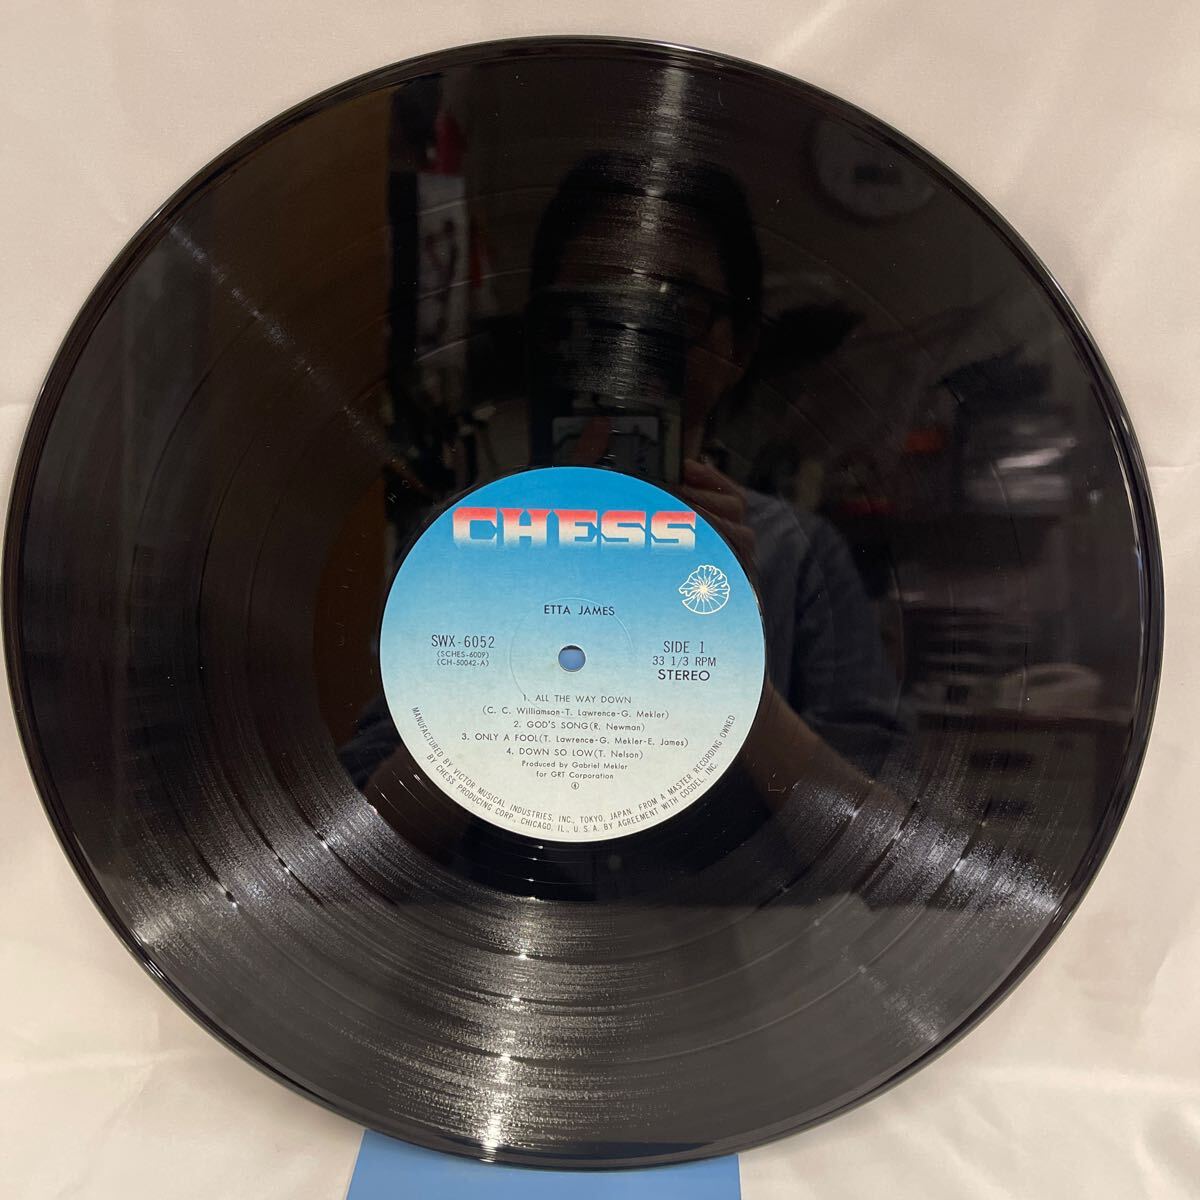 CHESS
ETTA JAMES
SWX-6052
(SCHES-6009)
(CH-50042-A)
SIDE 1
33 1/3 RPM
STEREO
1. ALL THE WAY DOWN
(C. C. Williamson-T. Lawrence-G. Mekler)
2. GOD'S SONG(R. Newman)
3. ONLY A FOOL(T. Lawrence-G. Mekler-E. James)
4. DOWN SO LOW(T. Nelson)
Produced by Gabriel Mekler
for GRT Corporation
MANUFACTURED BY VICTOR MUSICAL INDUSTRIES, INC., TOKYO, JAPAN. FROM A MASTER RECORDING OWNED
BY CHESS PRODUCING CORP., CHICAGO, IL., U.S.A. BY AGREEMENT WITH COSDEL, INC.